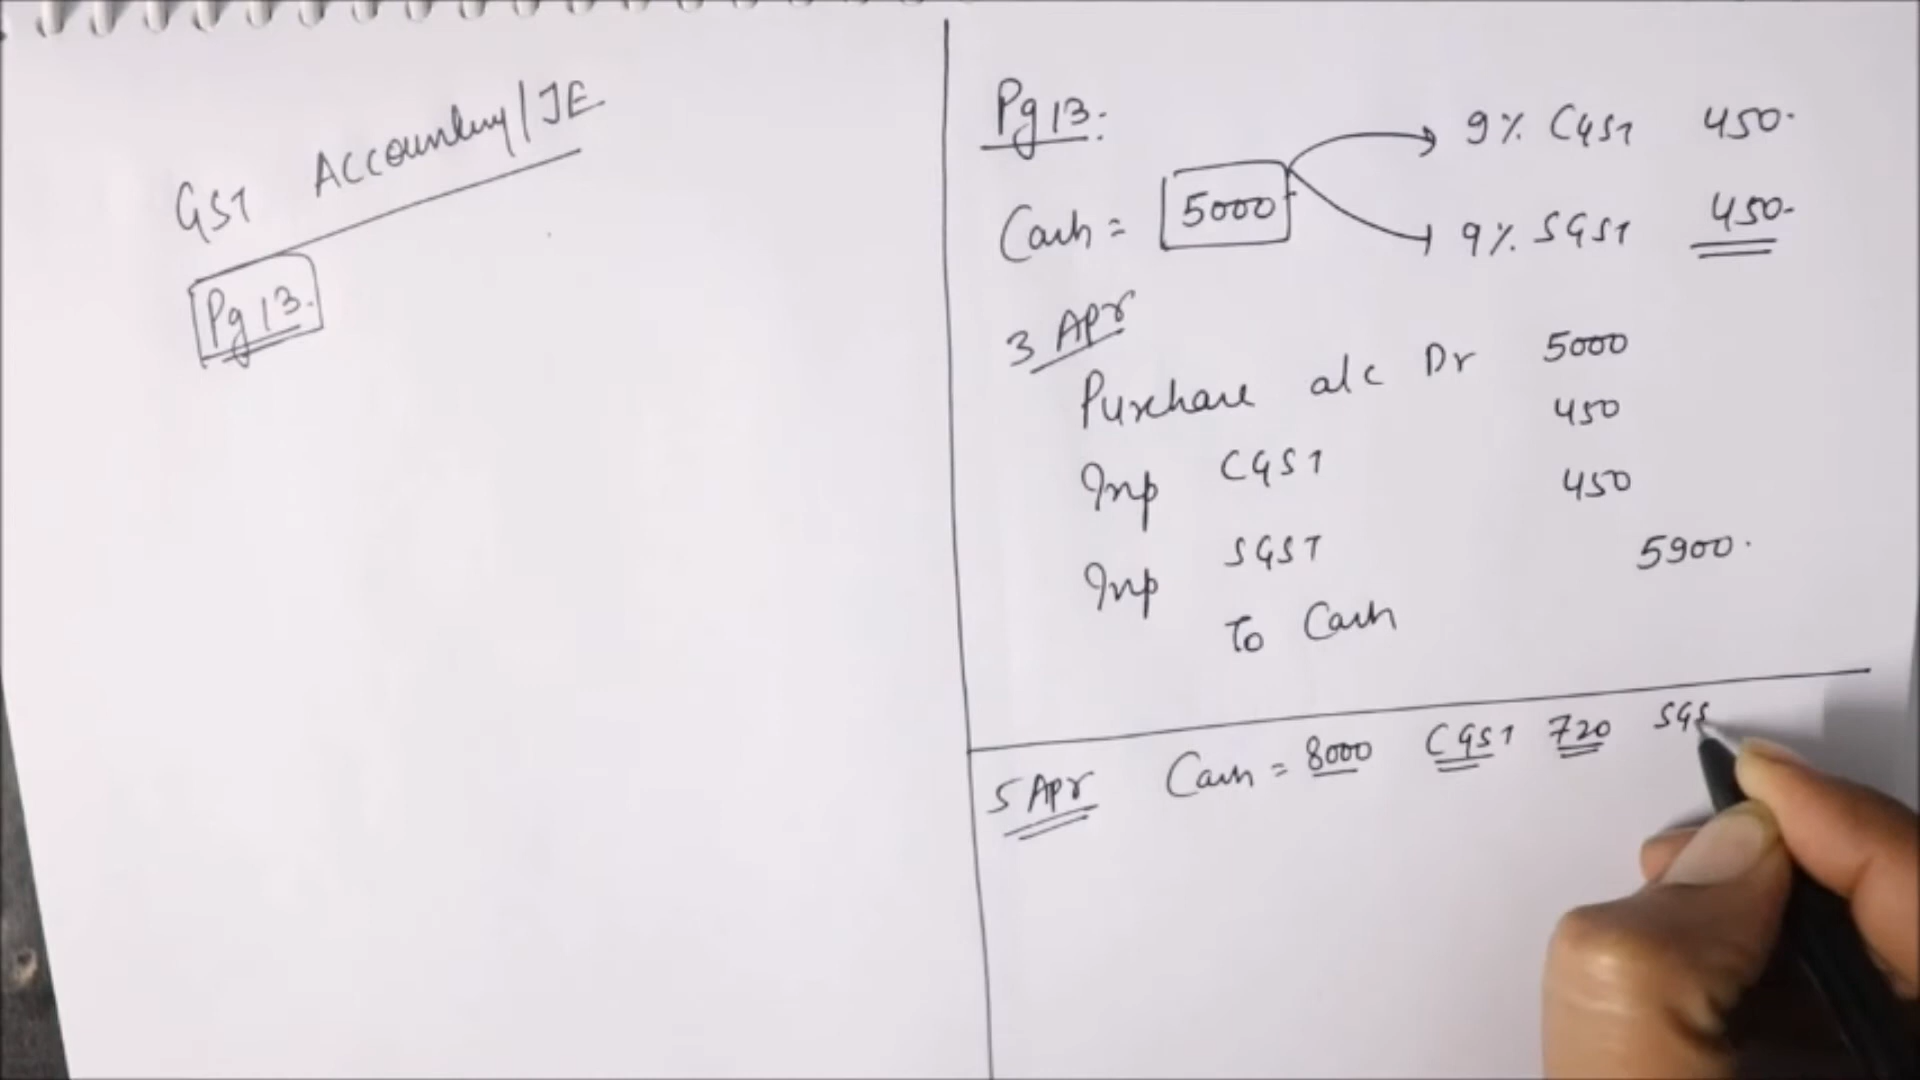 GST Accounting/JE
Pg 13.
Pg 13:
9% CGST 450.
Cash = 5000
9% SGST 450.
3 Apr
Purchase a/c Dr 5000
Inp CGST 450
Inp SGST 450
To Cash 5900.
5 Apr Cash = 8000 CGST 720 SGS